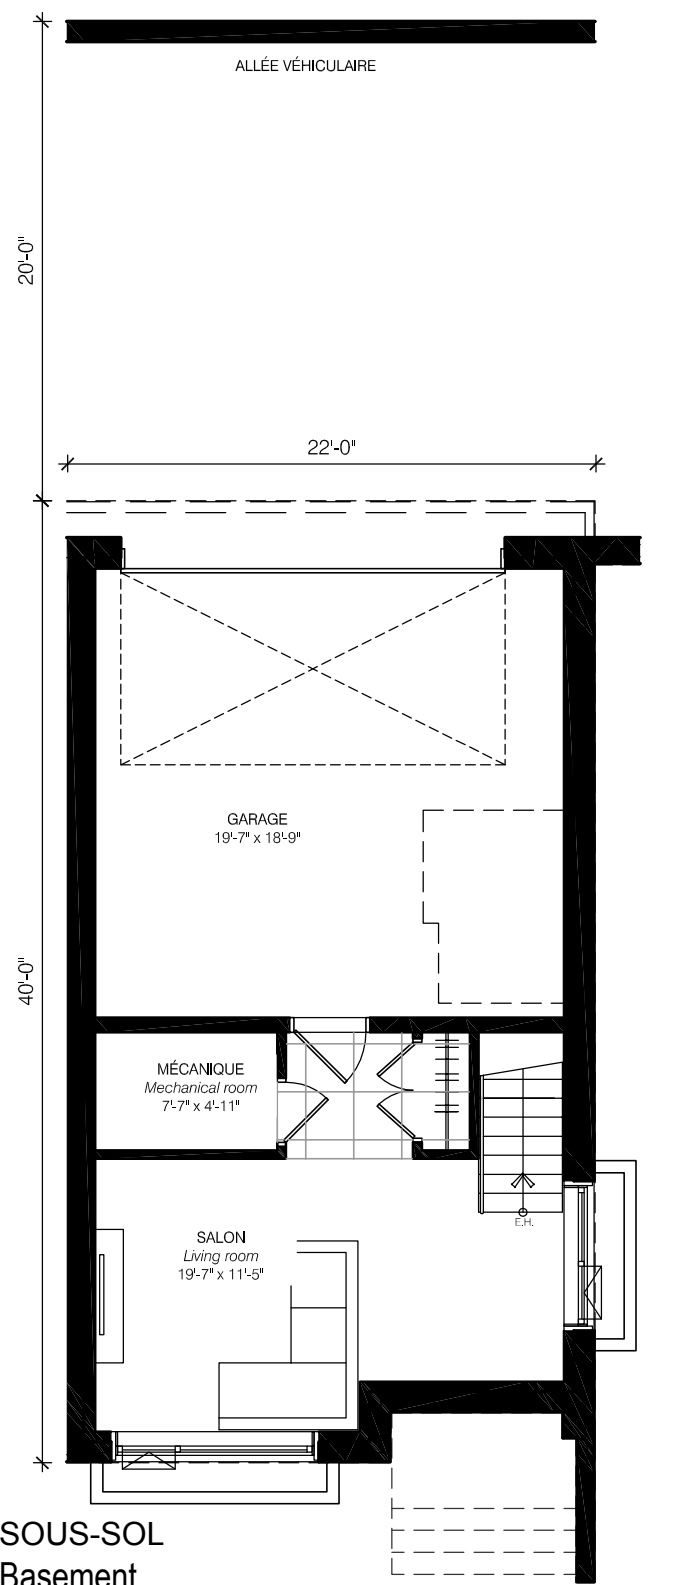 ALLÉE VÉHICULAIRE
20'-0"
22'-0"
GARAGE
19'-7" x 18'-9"
40'-0"
MÉCANIQUE
Mechanical room
7'-7" x 4'-11"
E.H.
SALON
Living room
19'-7" x 11'-5"
SOUS-SOL
Basement